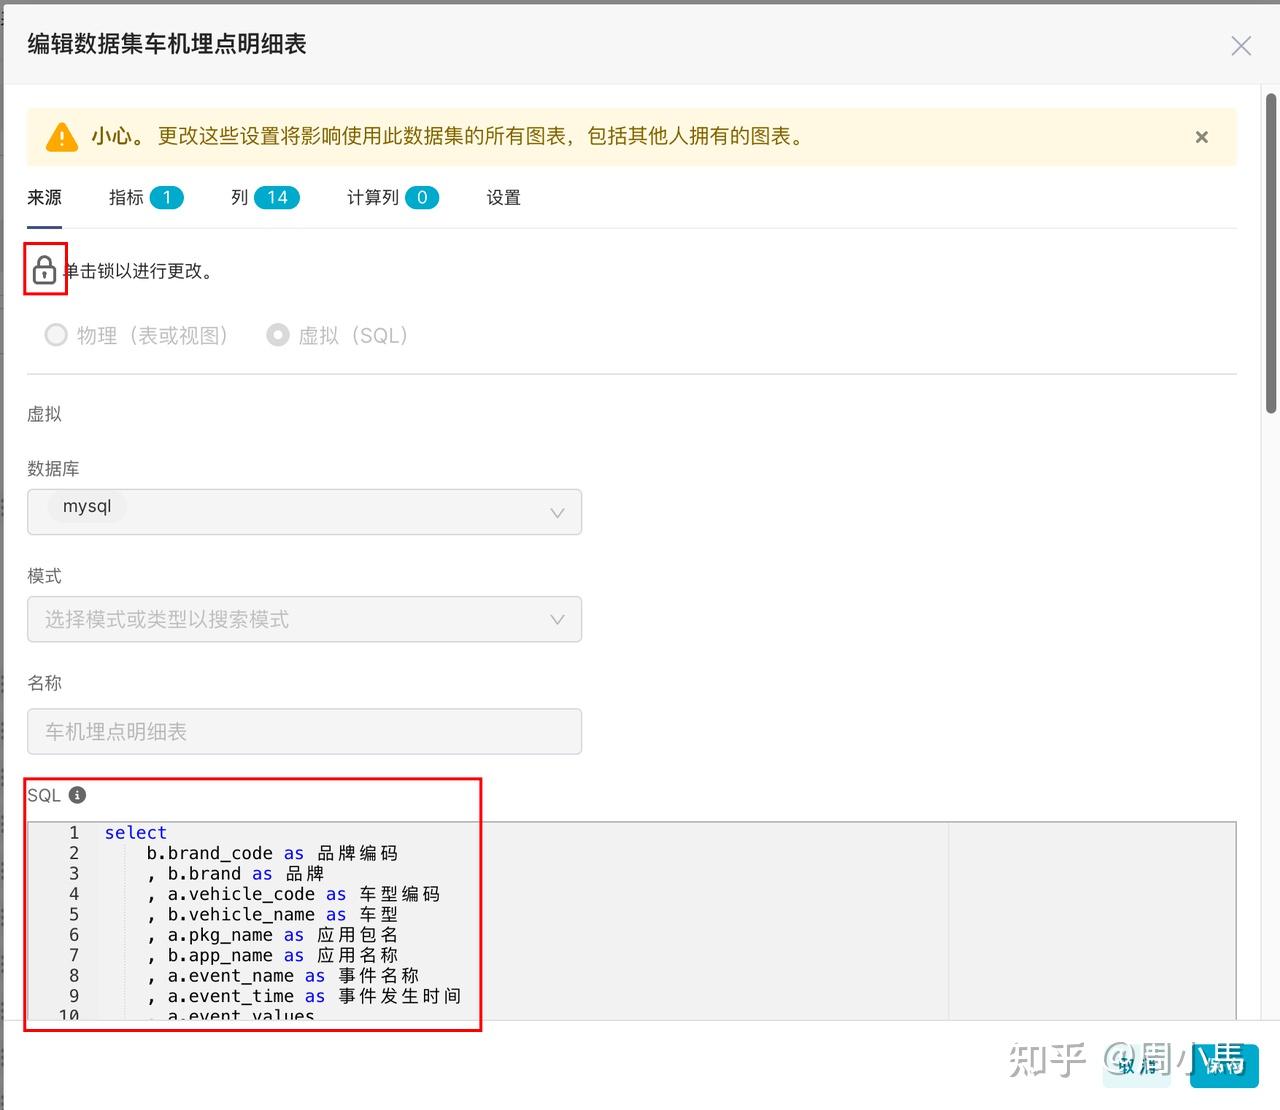 编辑数据集车机埋点明细表
小心。 更改这些设置将影响使用此数据集的所有图表，包括其他人拥有的图表。
来源 指标 1 列 14 计算列 0 设置
单击锁以进行更改。
物理（表或视图） 虚拟（SQL）
虚拟
数据库
mysql
模式
选择模式或类型以搜索模式
名称
车机埋点明细表
SQL
1 select
2 b.brand_code as 品牌编码
3 , b.brand as 品牌
4 , a.vehicle_code as 车型编码
5 , b.vehicle_name as 车型
6 , a.pkg_name as 应用包名
7 , b.app_name as 应用名称
8 , a.event_name as 事件名称
9 , a.event_time as 事件发生时间
10 , a.event_values
取消 保存
知乎 @周小馬